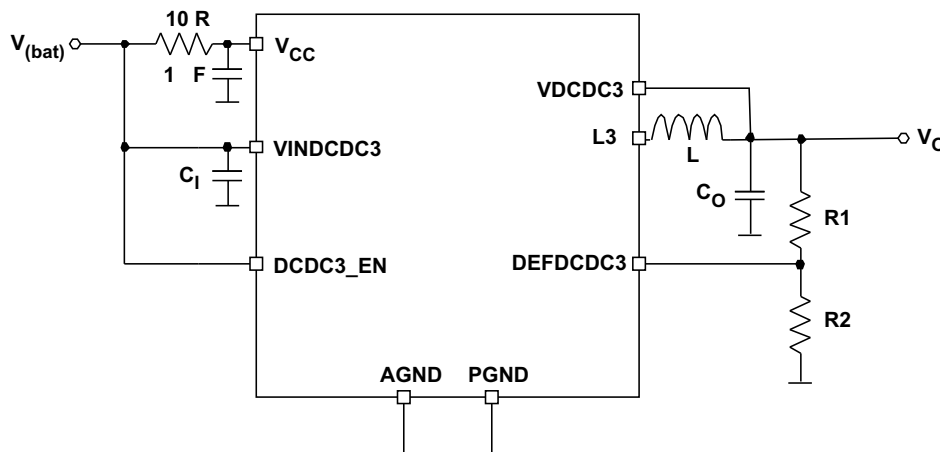 10 R
V(bat)
VCC
1 F
VDCDC3
L3
VO
VINDCDC3
L
CI
CO
R1
DCDC3_EN
DEFDCDC3
R2
AGND PGND